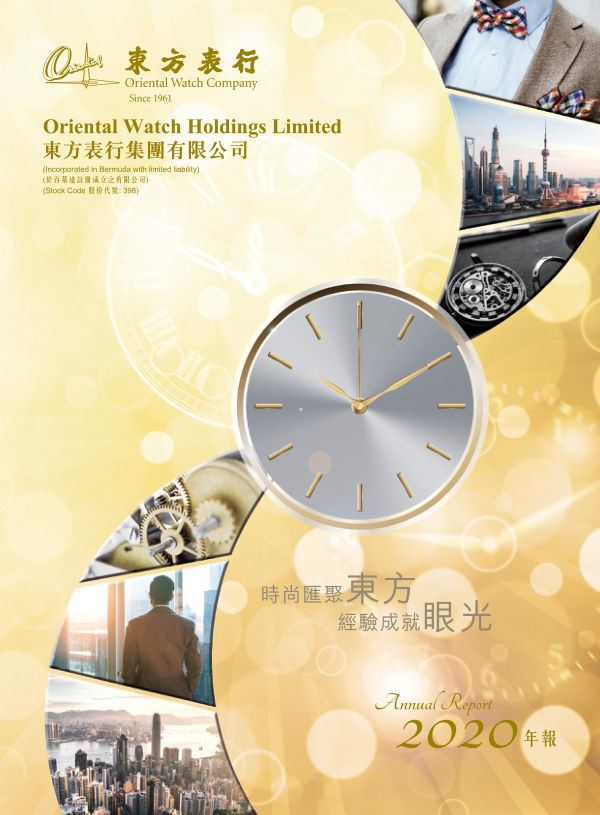 Oriental
東方表行
Oriental Watch Company
Since 1961
Oriental Watch Holdings Limited
東方表行集團有限公司
(Incorporated in Bermuda with limited liability)
(於百慕達註冊成立之有限公司)
(Stock Code 股份代號: 398)
時尚匯聚東方
經驗成就眼光
Annual Report
2020年報